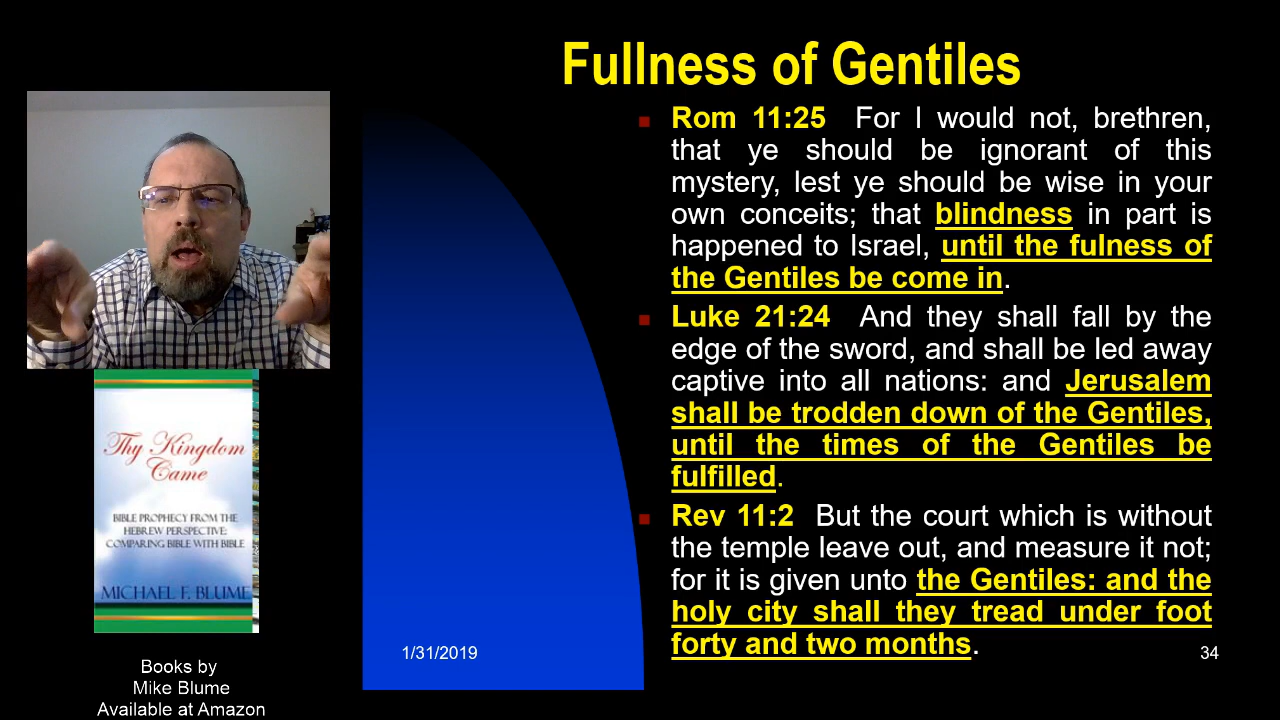 Fullness of Gentiles
Rom 11:25 For I would not, brethren,
that ye should be ignorant of this
mystery, lest ye should be wise in your
own conceits; that blindness in part is
happened to Israel, until the fulness of
the Gentiles be come in.
Luke 21:24 And they shall fall by the
edge of the sword, and shall be led away
captive into all nations: and Jerusalem
shall be trodden down of the Gentiles,
until the times of the Gentiles be
fulfilled.
Rev 11:2 But the court which is without
the temple leave out, and measure it not;
for it is given unto the Gentiles: and the
holy city shall they tread under foot
forty and two months.
1/31/2019
34
Thy Kingdom
Came
BIBLE PROPHECY FROM THE
HEBREW PERSPECTIVE:
COMPARING BIBLE WITH BIBLE
MICHAEL F. BLUME
Books by
Mike Blume
Available at Amazon